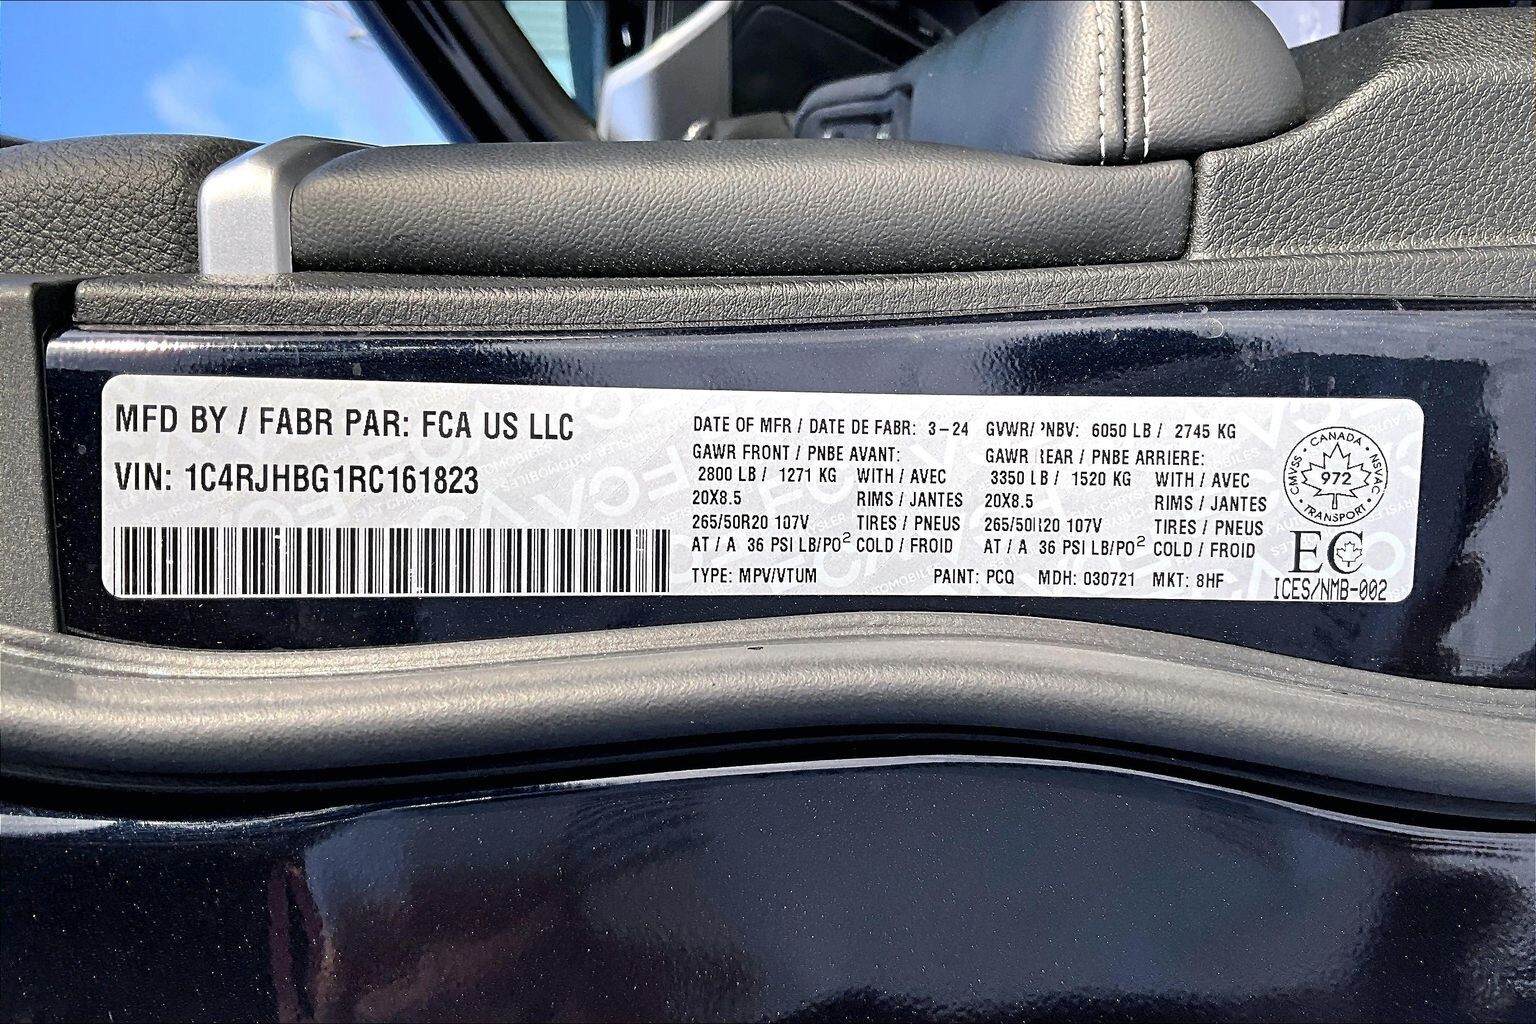 MFD BY / FABR PAR: FCA US LLC
VIN: 1C4RJHBG1RC161823
DATE OF MFR / DATE DE FABR: 3-24
GAWR FRONT / PNBE AVANT:
2800 LB / 1271 KG WITH / AVEC
20X8.5 RIMS / JANTES
265/50R20 107V TIRES / PNEUS
AT / A 36 PSI LB/PO² COLD / FROID
TYPE: MPV/VTUM
GVWR/ PNBV: 6050 LB / 2745 KG
GAWR REAR / PNBE ARRIERE:
3350 LB / 1520 KG WITH / AVEC
20X8.5 RIMS / JANTES
265/50R20 107V TIRES / PNEUS
AT / A 36 PSI LB/PO² COLD / FROID
PAINT: PCQ MDH: 030721 MKT: 8HF
CANADA
CMVSS 972 NSVAC
TRANSPORT
EC
ICES/NMB-002